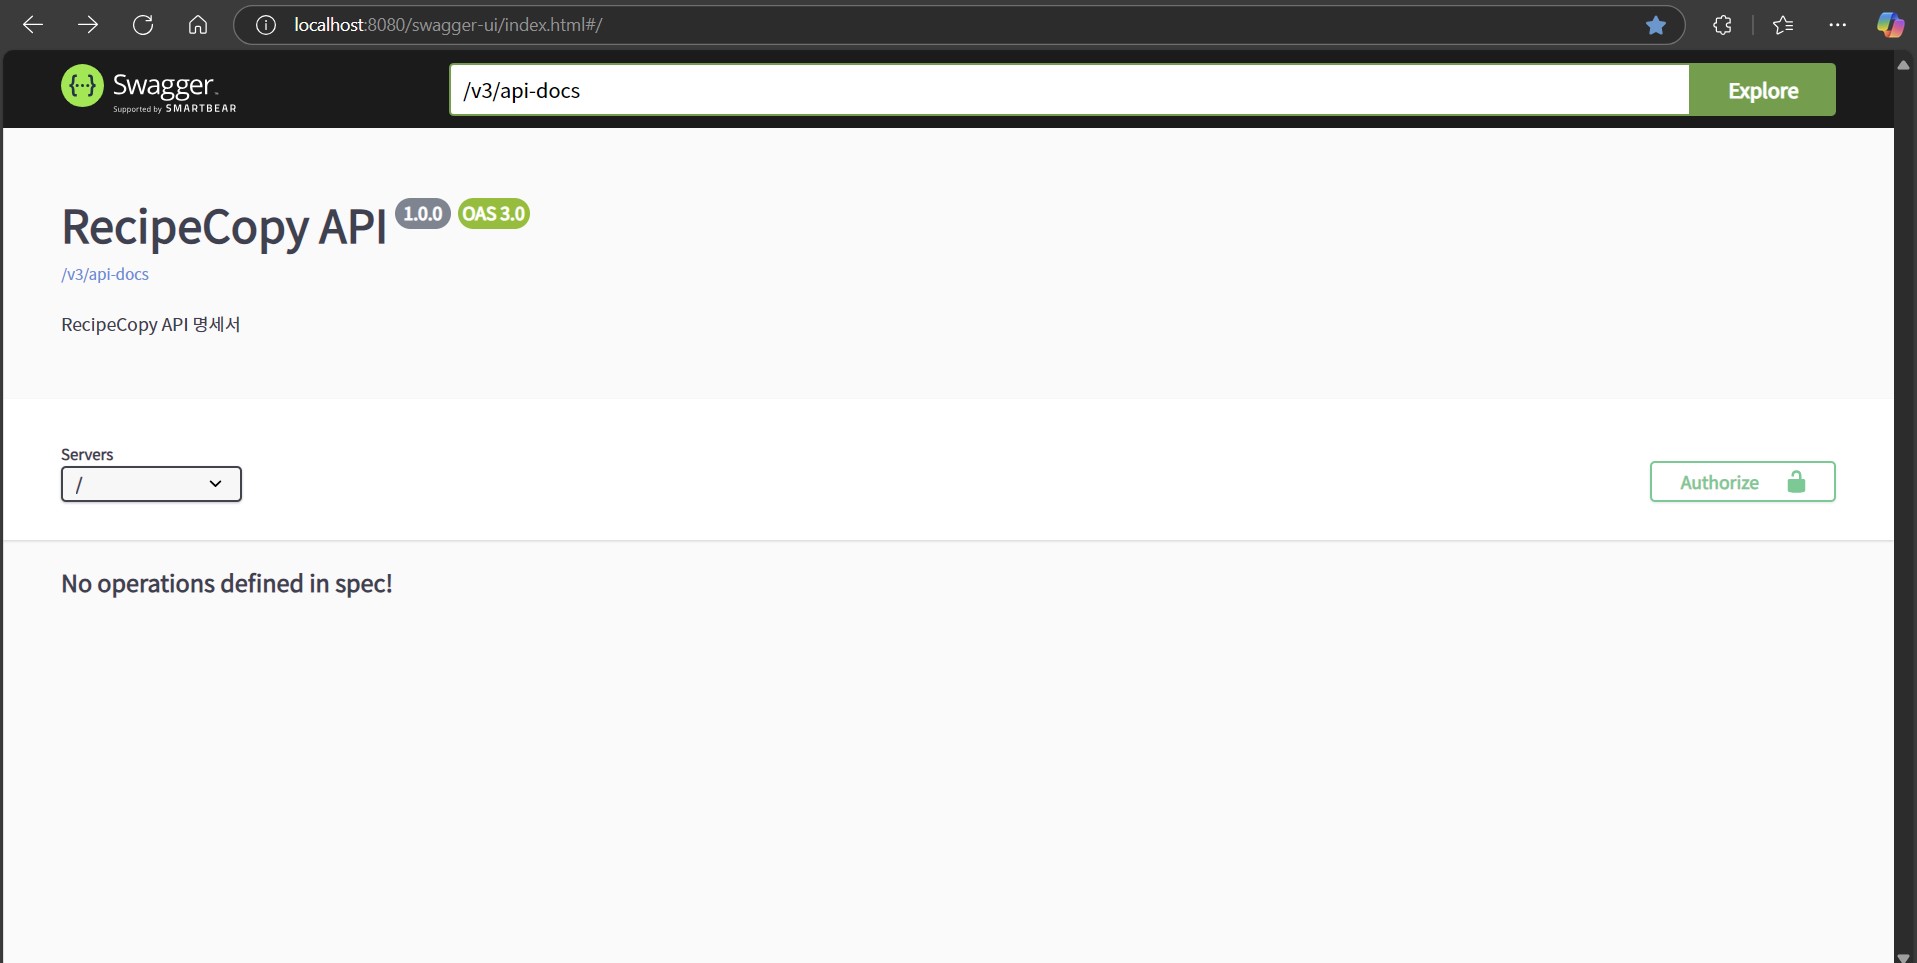 localhost:8080/swagger-ui/index.html#/
{···} Swagger™
Supported by SMARTBEAR
/v3/api-docs
Explore
RecipeCopy API 1.0.0 OAS 3.0
/v3/api-docs
RecipeCopy API 명세서
Servers
/
Authorize
No operations defined in spec!